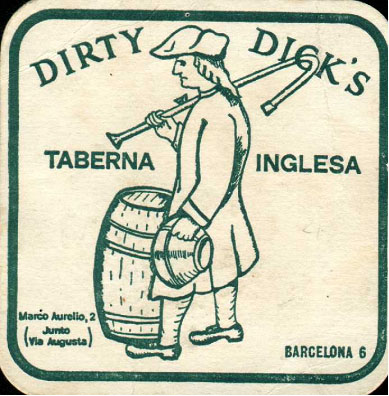 DIRTY DICK'S
TABERNA INGLESA
Marco Aurelio, 2
Junto
(Via Augusta)
BARCELONA 6